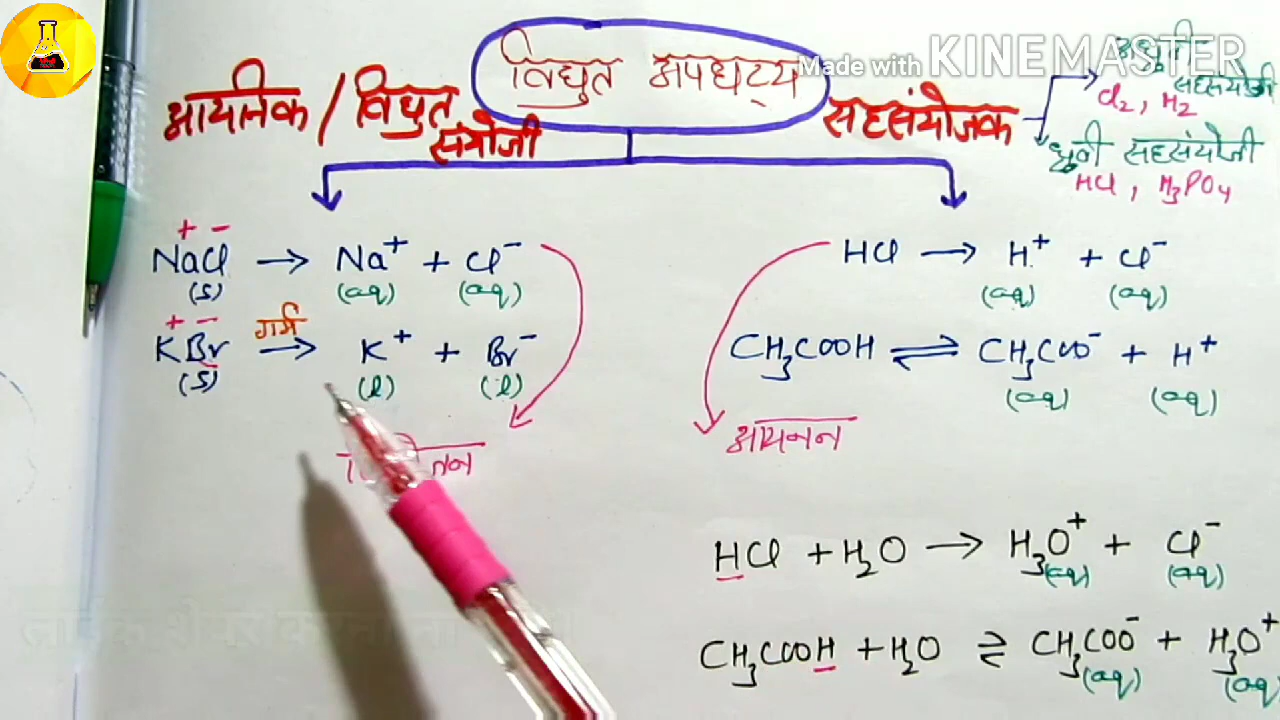 Made with KINEMASTER
विद्युत अपघट्य
आयनिक / विद्युत संयोजी
सहसंयोजक
सहसंयोजी
Cl₂, H₂
ध्रुवी सहसंयोजी
HCl, H₃PO₄
+ −
NaCl → Na⁺ + Cl⁻
(s) (aq) (aq)
+ − गर्म
KBr → K⁺ + Br⁻
(s) (l) (l)
HCl → H⁺ + Cl⁻
(aq) (aq)
CH₃COOH ⇌ CH₃COO⁻ + H⁺
(aq) (aq)
आयनन
HCl + H₂O → H₃O⁺ + Cl⁻
(aq) (aq)
CH₃COOH + H₂O ⇌ CH₃COO⁻ + H₃O⁺
(aq) (aq)